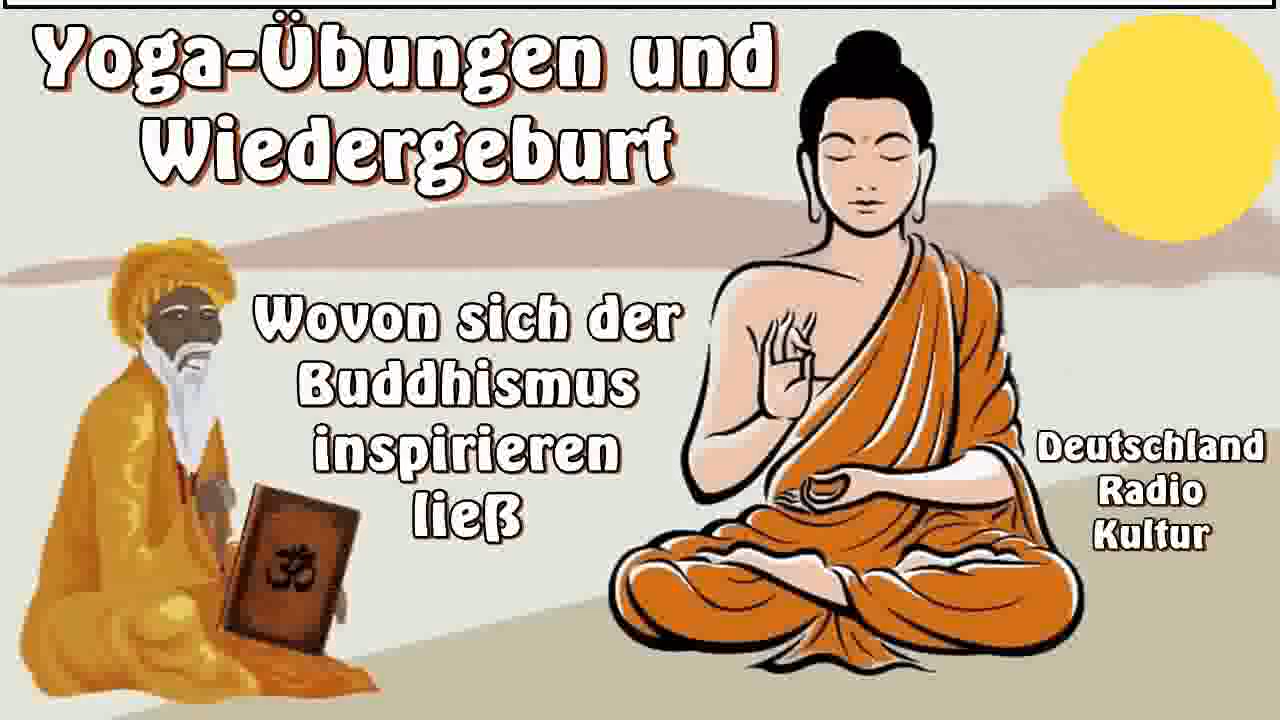 Yoga-Übungen und
Wiedergeburt
Wovon sich der
Buddhismus
inspirieren
ließ
Deutschland
Radio
Kultur
ॐ